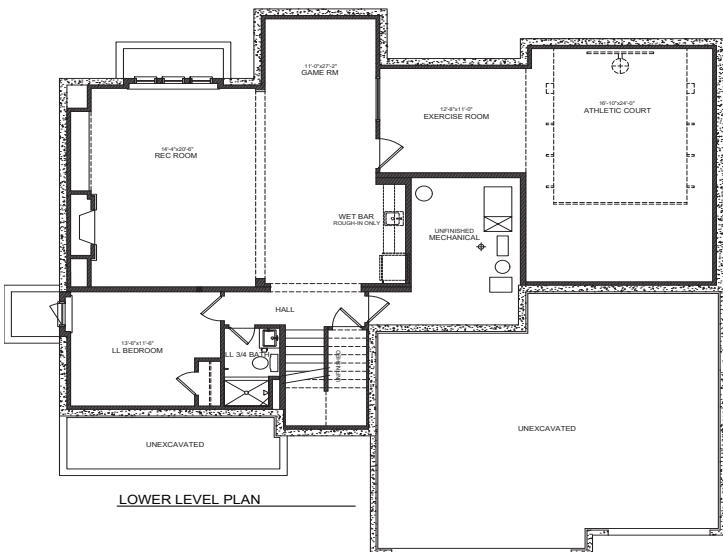 11'-0"x27'-2"
GAME RM
12'-8"x11'-0"
EXERCISE ROOM
16'-10"x24'-0"
ATHLETIC COURT
14'-4"x20'-6"
REC ROOM
WET BAR
ROUGH-IN ONLY
UNFINISHED
MECHANICAL
HALL
13'-6"x11'-6"
LL BEDROOM
LL 3/4 BATH
UNFINISHED
UNEXCAVATED
UNEXCAVATED
LOWER LEVEL PLAN